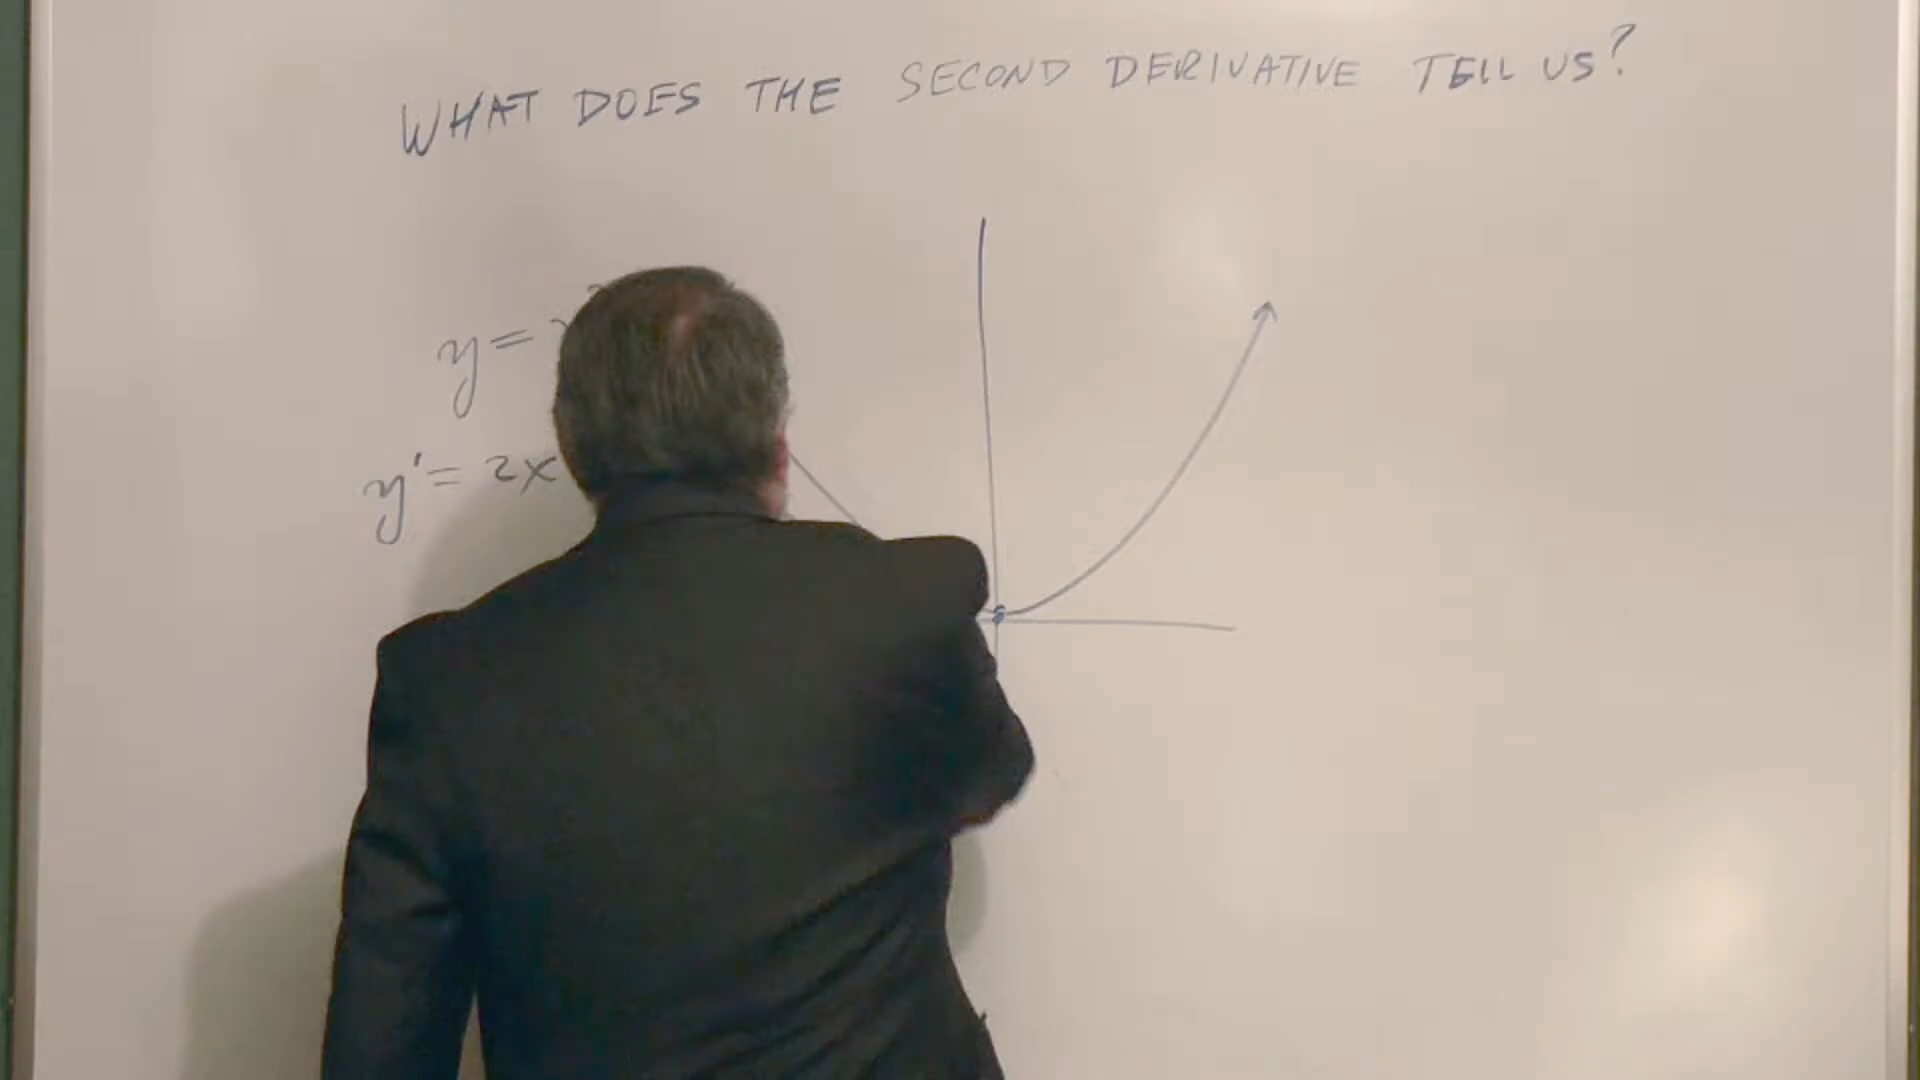 WHAT DOES THE SECOND DERIVATIVE TELL US?
y =
y' = 2x